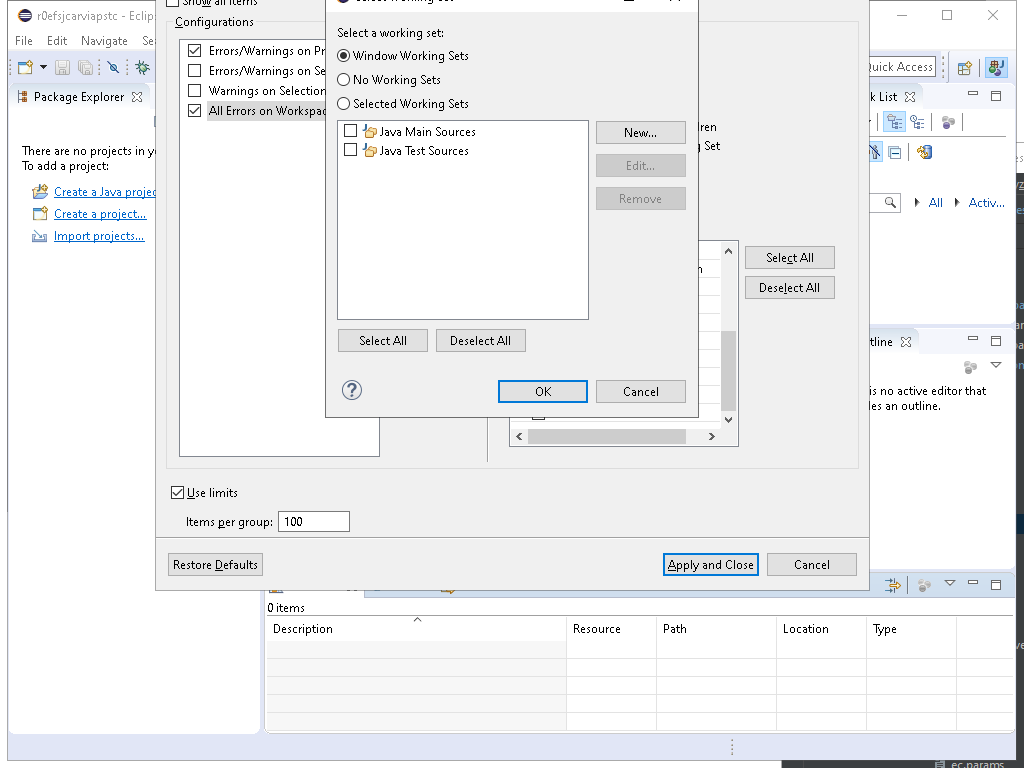 r0efsjcarviapstc - Eclip
File Edit Navigate Se
Quick Access
Package Explorer
There are no projects in y
To add a project:
Create a Java projec
Create a project...
Import projects...
Show all items
Configurations
Errors/Warnings on Pr
Errors/Warnings on Se
Warnings on Selection
All Errors on Workspac
Select a working set:
Window Working Sets
No Working Sets
Selected Working Sets
Java Main Sources
Java Test Sources
New...
Edit...
Remove
Select All
Deselect All
OK
Cancel
ren
Set
Select All
Deselect All
Use limits
Items per group: 100
Restore Defaults
Apply and Close
Cancel
k List
All
Activ...
tline
is no active editor that
les an outline.
0 items
Description Resource Path Location Type
ec.params